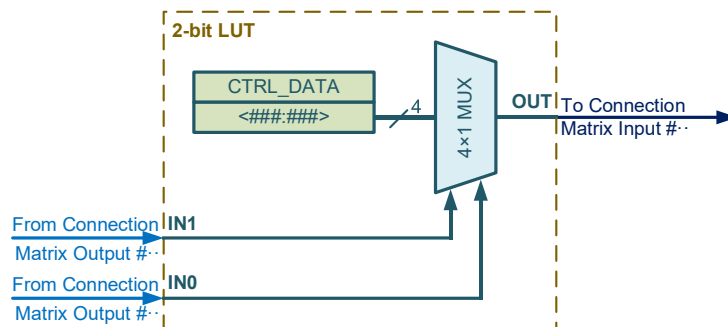 2-bit LUT
CTRL_DATA
<###:###>
4
4×1 MUX
OUT
To Connection
Matrix Input #··
From Connection
Matrix Output #··
IN1
From Connection
Matrix Output #··
IN0